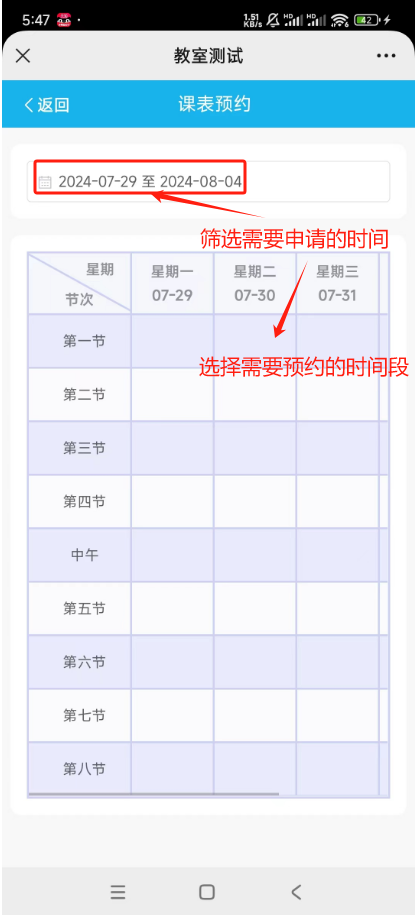 5:47
1.51 KB/s HD HD 6 42
教室测试
返回 课表预约
2024-07-29 至 2024-08-04
筛选需要申请的时间
星期 星期一 星期二 星期三
节次 07-29 07-30 07-31
第一节
选择需要预约的时间段
第二节
第三节
第四节
中午
第五节
第六节
第七节
第八节